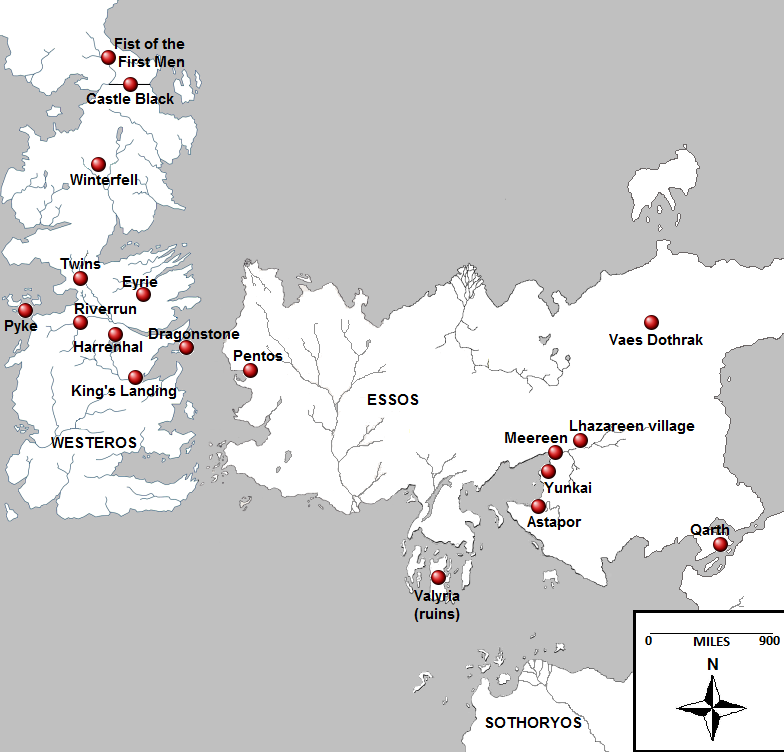 Fist of the
First Men
Castle Black
Winterfell
Twins
Eyrie
Pyke
Riverrun
Harrenhal
Dragonstone
Pentos
King's Landing
WESTEROS
ESSOS
Vaes Dothrak
Lhazareen village
Meereen
Yunkai
Astapor
Qarth
Valyria
(ruins)
SOTHORYOS
0 MILES 900
N